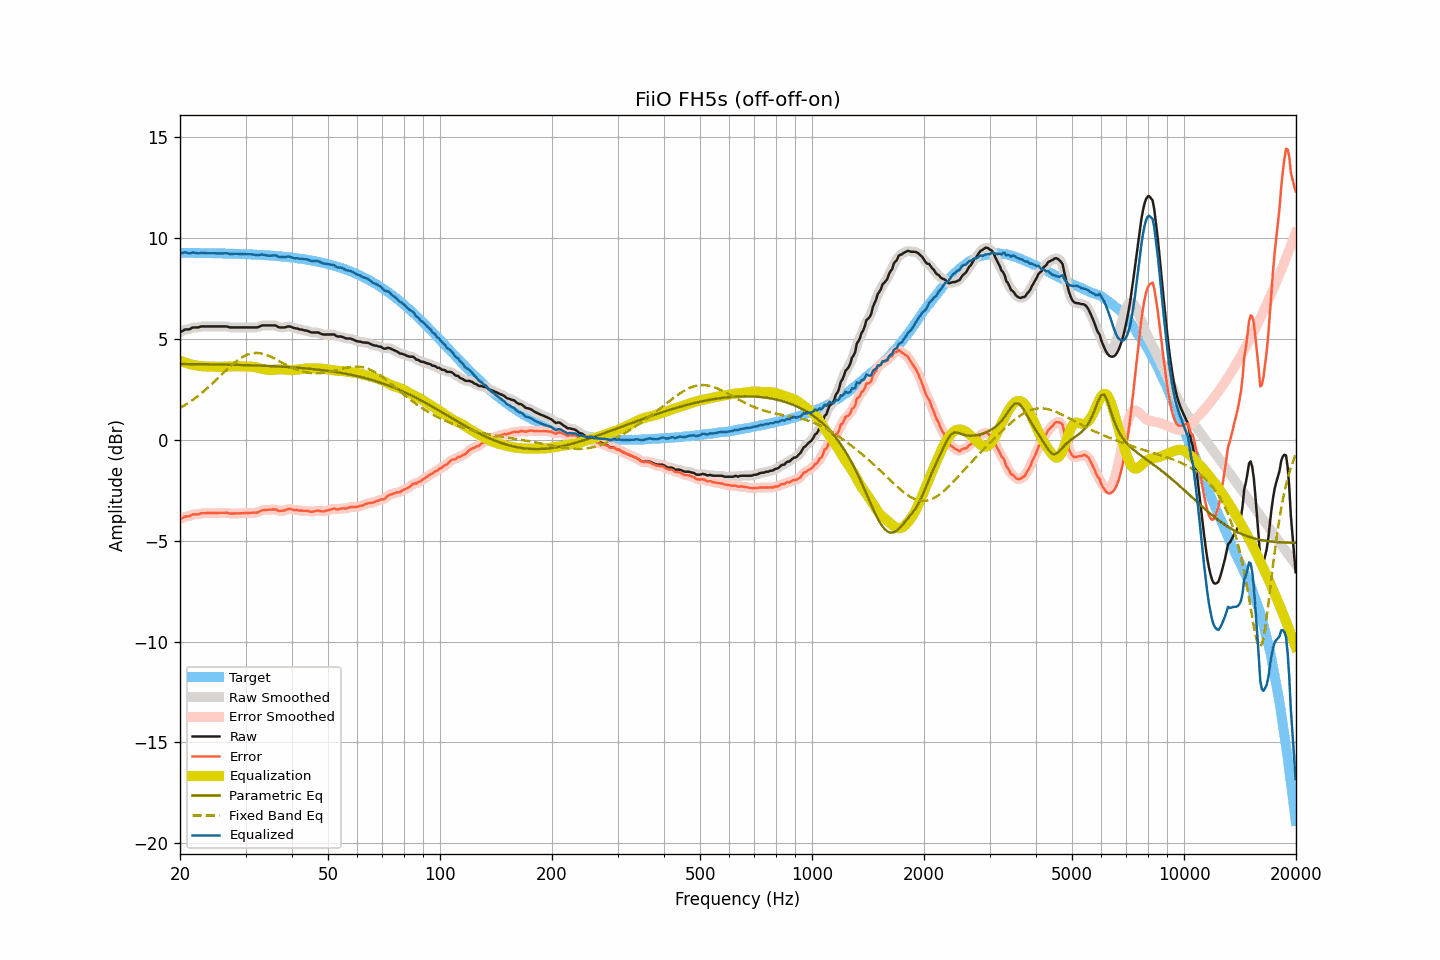 FiiO FH5s (off-off-on)
15
10
5
0
−5
−10
−15
−20
Amplitude (dBr)
Target
Raw Smoothed
Error Smoothed
Raw
Error
Equalization
Parametric Eq
Fixed Band Eq
Equalized
20 50 100 200 500 1000 2000 5000 10000 20000
Frequency (Hz)